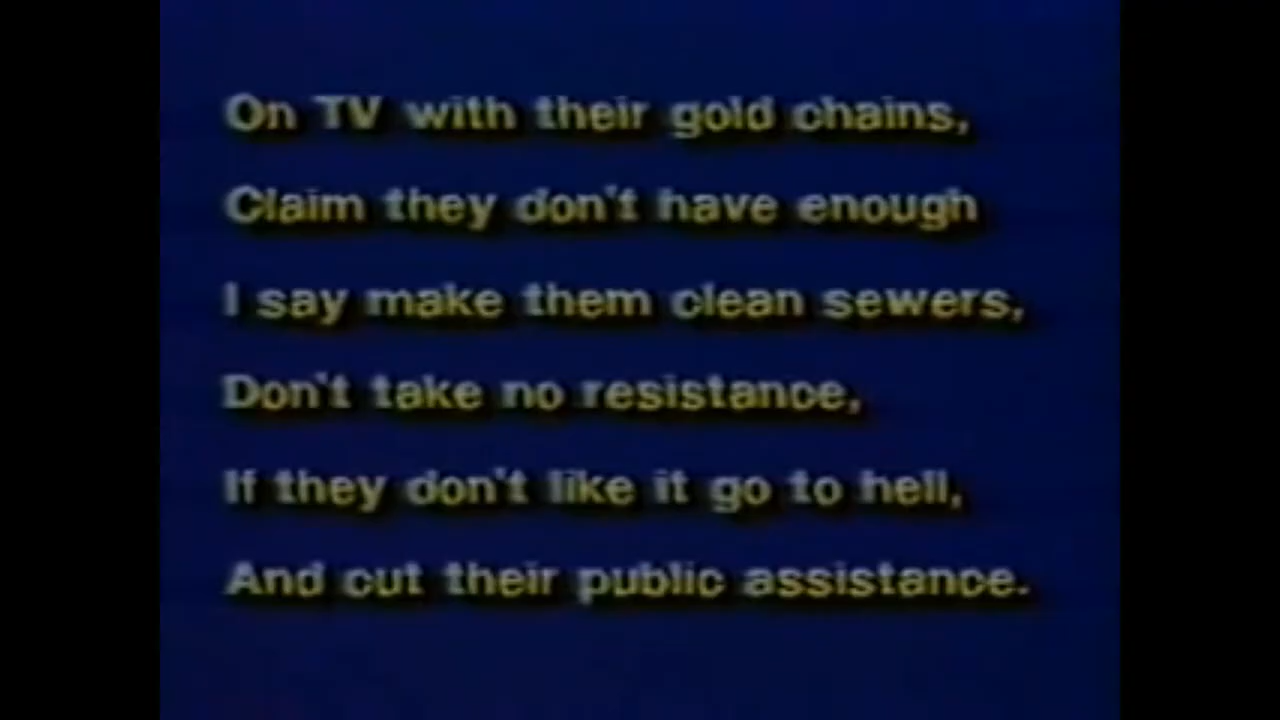 On TV with their gold chains,
Claim they don't have enough
I say make them clean sewers,
Don't take no resistance,
If they don't like it go to hell,
And cut their public assistance.